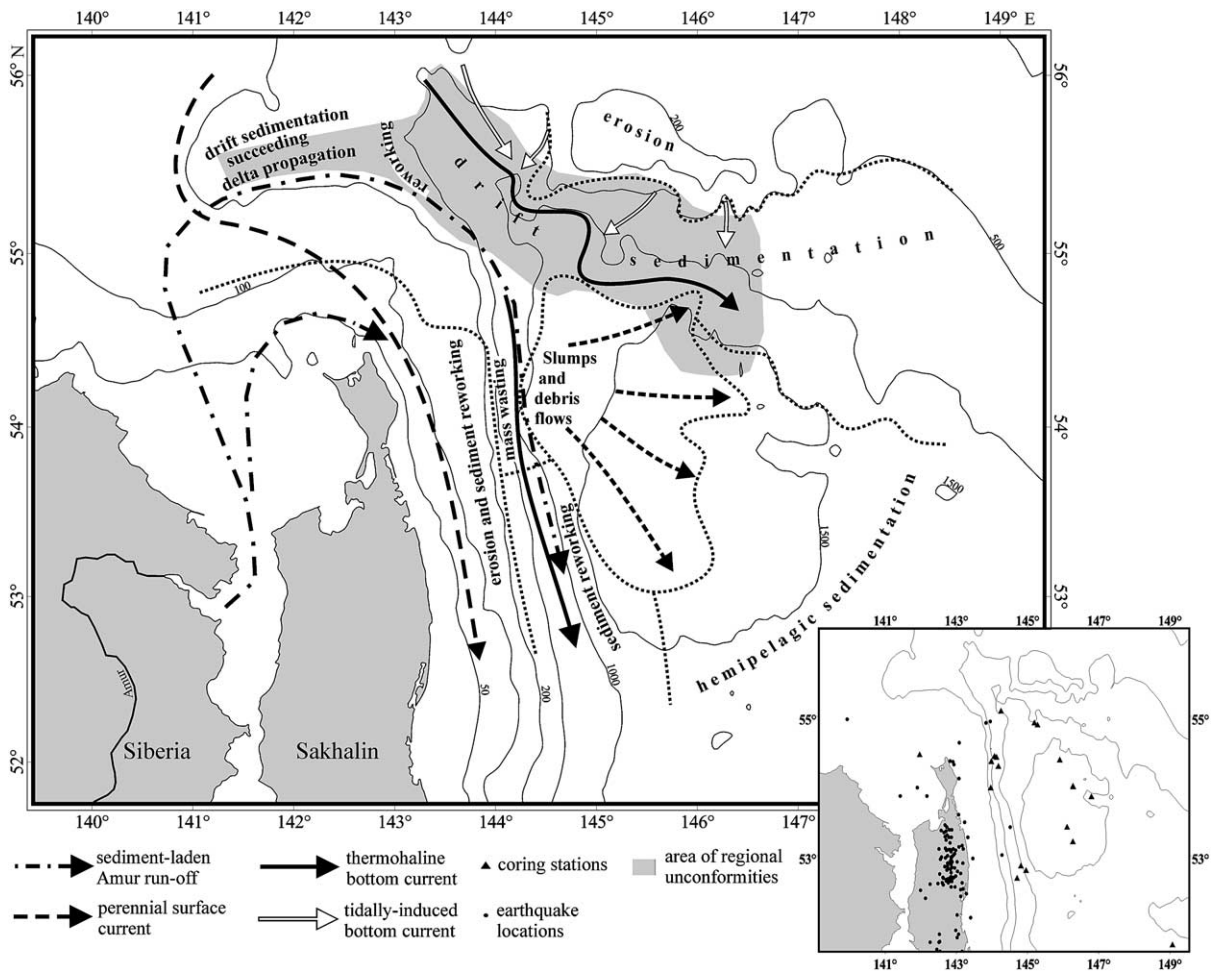 140° 141° 142° 143° 144° 145° 146° 147° 148° 149° E
56° N
56°
200
erosion
drift sedimentation
succeeding
delta propagation
reworking
drift
sedimentation
500
55°
55°
100
Slumps
and
debris
flows
mass wasting
erosion and sediment reworking
54°
54°
1500
1500
sediment reworking
hemipelagic sedimentation
53°
53°
50
200
1000
Amur
Siberia
Sakhalin
52°
140° 141° 142° 143° 144° 145° 146° 147°
141° 143° 145° 147° 149°
55°
55°
53°
53°
141° 143° 145° 147° 149°
sediment-laden
Amur run-off
thermohaline
bottom current
coring stations
area of regional
unconformities
perennial surface
current
tidally-induced
bottom current
earthquake
locations